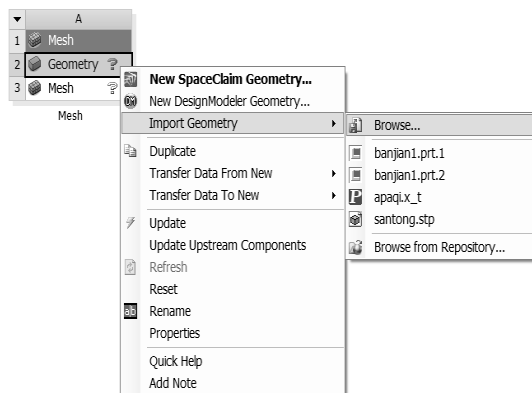 A
1 Mesh
2 Geometry ?
3 Mesh ?
Mesh
New SpaceClaim Geometry...
New DesignModeler Geometry...
Import Geometry
Duplicate
Transfer Data From New
Transfer Data To New
Update
Update Upstream Components
Refresh
Reset
Rename
Properties
Quick Help
Add Note
Browse...
banjian1.prt.1
banjian1.prt.2
apaqi.x_t
santong.stp
Browse from Repository...